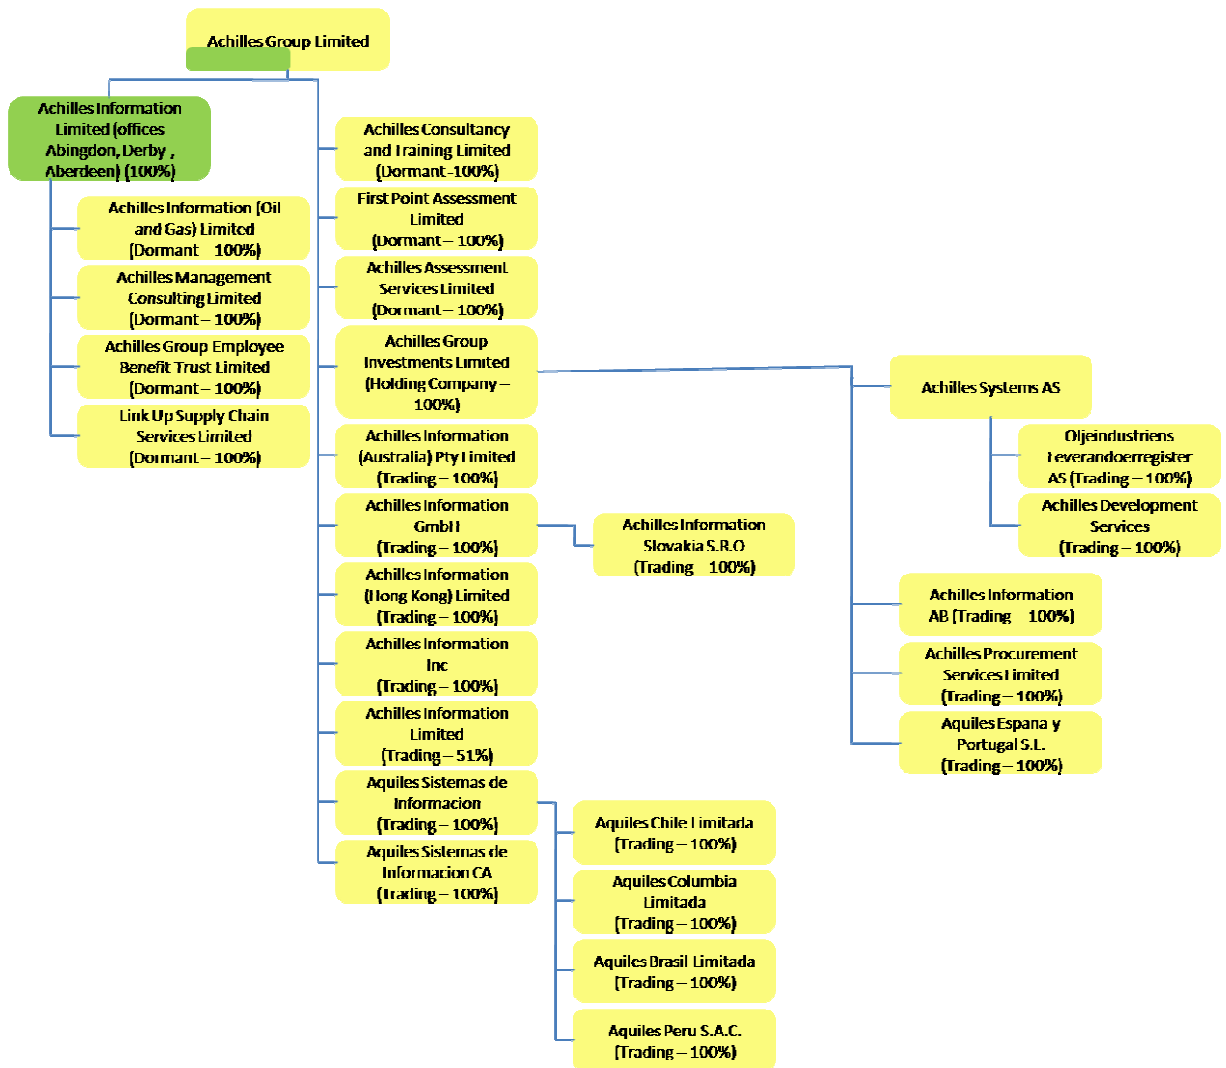 Achilles Group Limited
Achilles Information
Limited (offices
Abingdon, Derby ,
Aberdeen) (100%)
Achilles Information (Oil
and Gas) Limited
(Dormant – 100%)
Achilles Management
Consulting Limited
(Dormant – 100%)
Achilles Group Employee
Benefit Trust Limited
(Dormant – 100%)
Link Up Supply Chain
Services Limited
(Dormant – 100%)
Achilles Consultancy
and Training Limited
(Dormant -100%)
First Point Assessment
Limited
(Dormant – 100%)
Achilles Assessment
Services Limited
(Dormant – 100%)
Achilles Group
Investments Limited
(Holding Company –
100%)
Achilles Information
(Australia) Pty Limited
(Trading – 100%)
Achilles Information
GmbH
(Trading – 100%)
Achilles Information
(Hong Kong) Limited
(Trading – 100%)
Achilles Information
Inc
(Trading – 100%)
Achilles Information
Limited
(Trading – 51%)
Aquiles Sistemas de
Informacion
(Trading – 100%)
Aquiles Sistemas de
Informacion CA
(Trading – 100%)
Achilles Information
Slovakia S.R.O
(Trading – 100%)
Aquiles Chile Limitada
(Trading – 100%)
Aquiles Columbia
Limitada
(Trading – 100%)
Aquiles Brasil Limitada
(Trading – 100%)
Aquiles Peru S.A.C.
(Trading – 100%)
Achilles Systems AS
Oljeindustriens
Leverandoerregister
AS (Trading – 100%)
Achilles Development
Services
(Trading – 100%)
Achilles Information
AB (Trading – 100%)
Achilles Procurement
Services Limited
(Trading – 100%)
Aquiles Espana y
Portugal S.L.
(Trading – 100%)